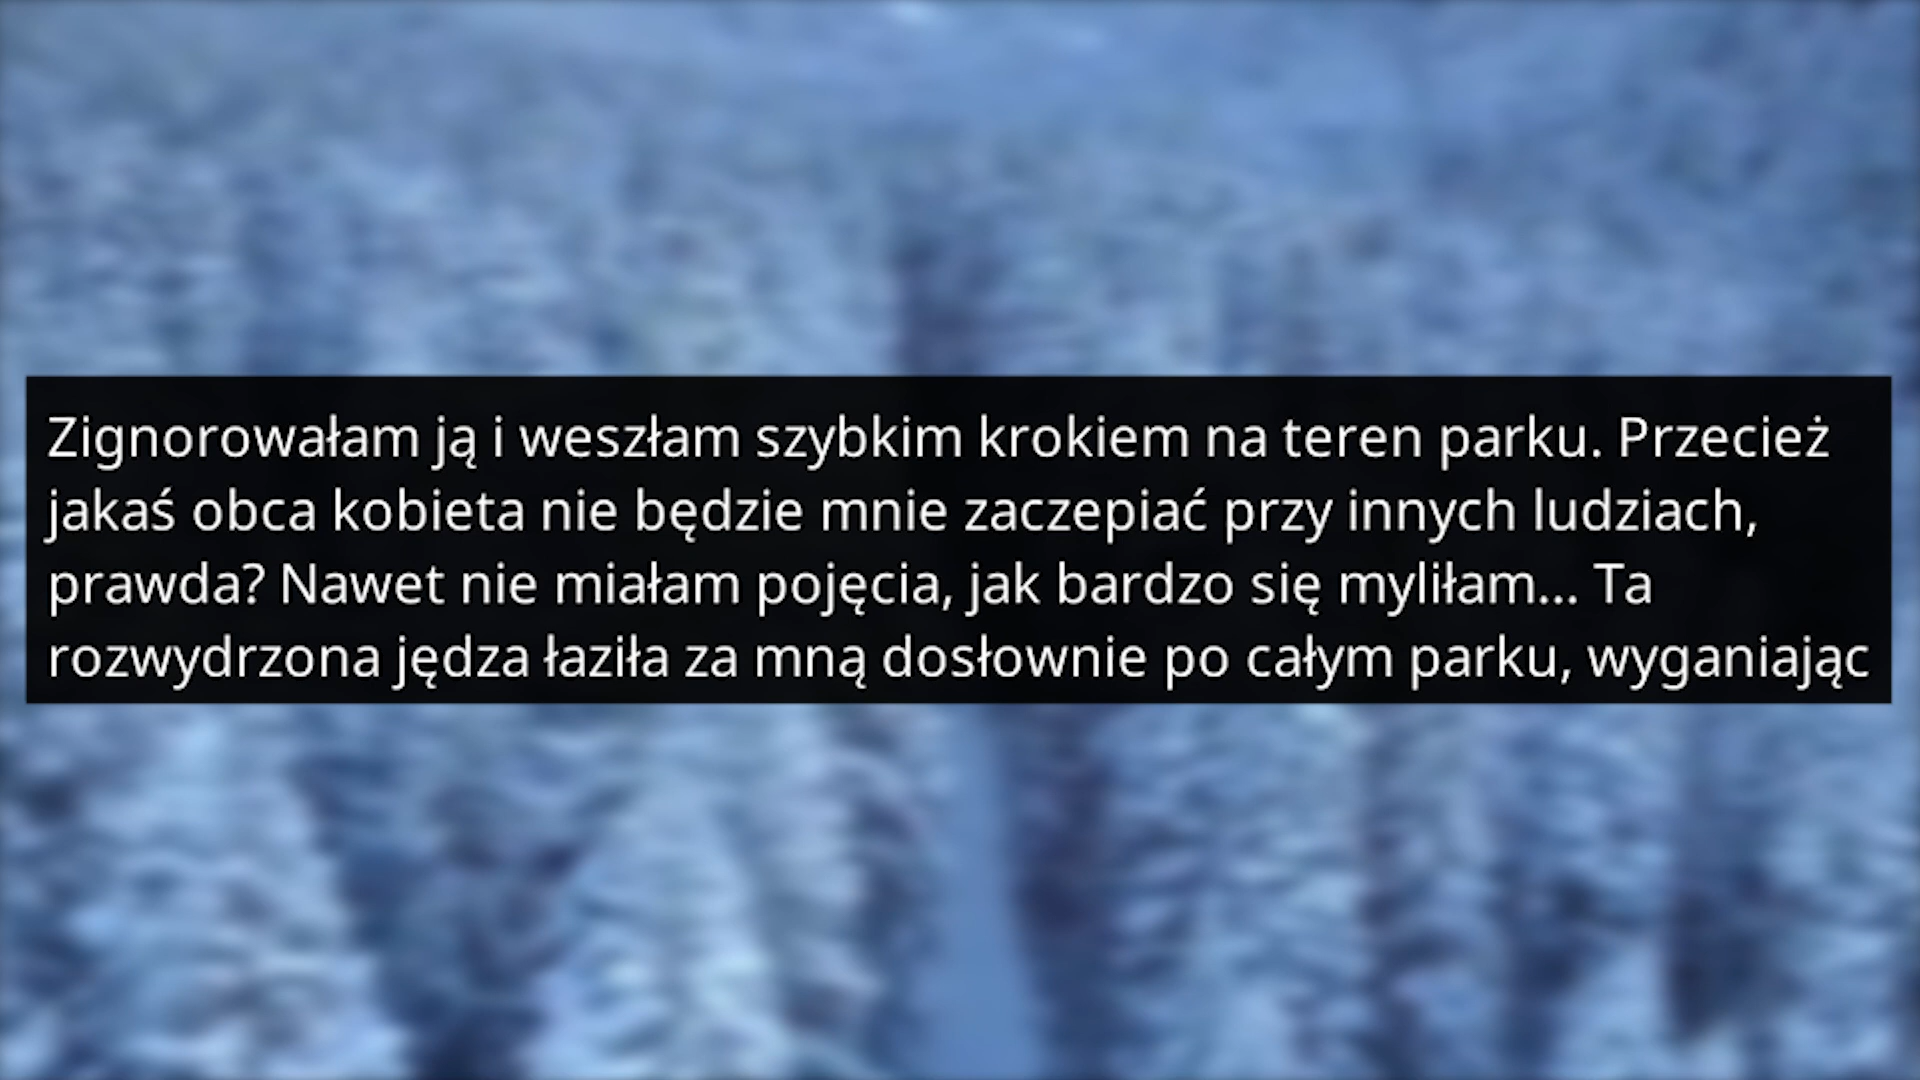 Zignorowałam ją i weszłam szybkim krokiem na teren parku. Przecież
jakaś obca kobieta nie będzie mnie zaczepiać przy innych ludziach,
prawda? Nawet nie miałam pojęcia, jak bardzo się myliłam... Ta
rozwydrzona jędza łaziła za mną dosłownie po całym parku, wyganiając